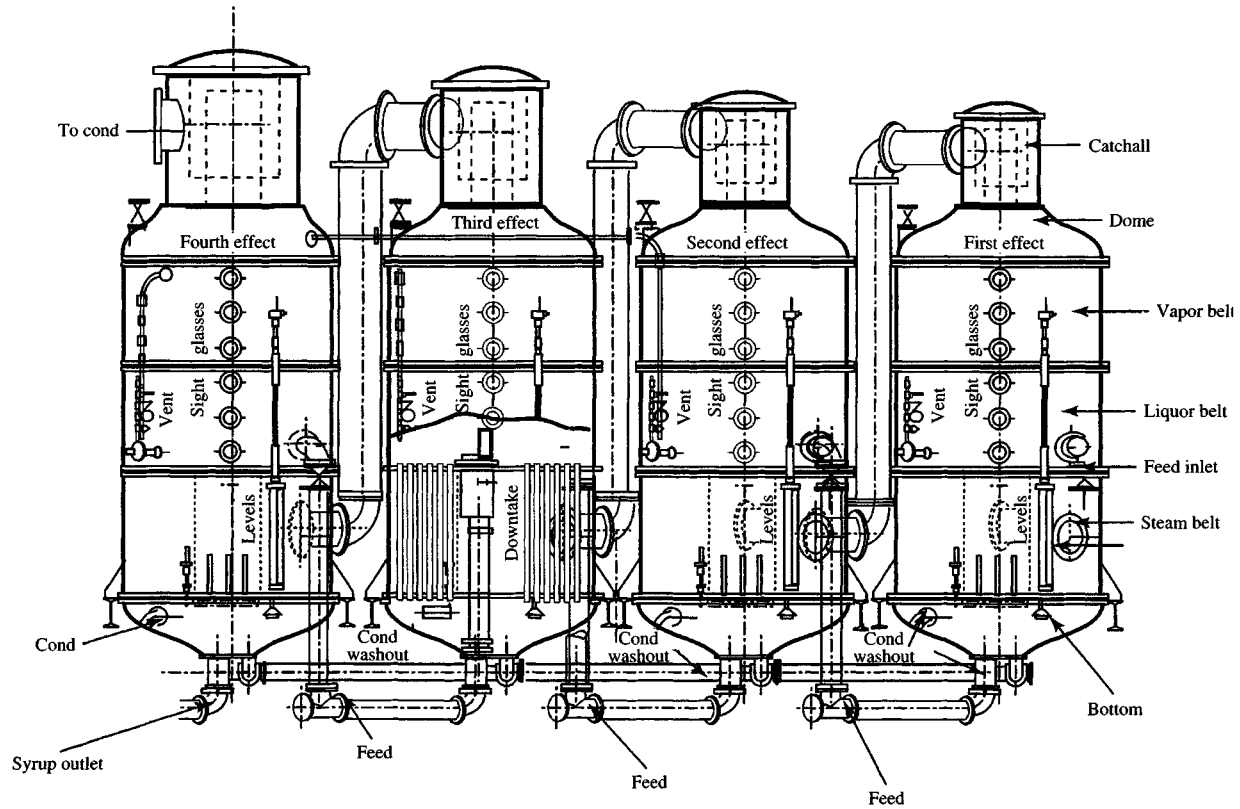 To cond
Catchall
Dome
Fourth effect
Third effect
Second effect
First effect
Vapor belt
glasses
glasses
glasses
glasses
Sight
Sight
Sight
Sight
Vent
Vent
Vent
Vent
Liquor belt
Feed inlet
Steam belt
Levels
Downtake
Levels
Levels
Cond
Cond
washout
Cond
washout
Cond
washout
Bottom
Syrup outlet
Feed
Feed
Feed